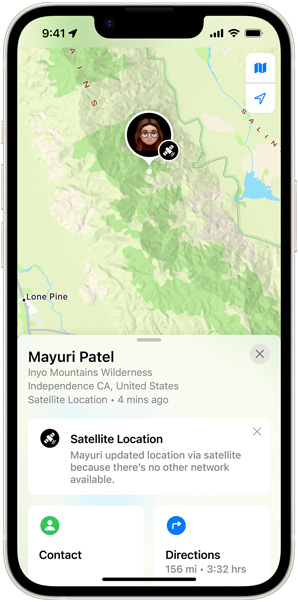 9:41
A I N S
S A L I N
Lone Pine
Mayuri Patel
Inyo Mountains Wilderness
Independence CA, United States
Satellite Location • 4 mins ago
Satellite Location
Mayuri updated location via satellite
because there's no other network
available.
Contact
Directions
156 mi • 3:32 hrs